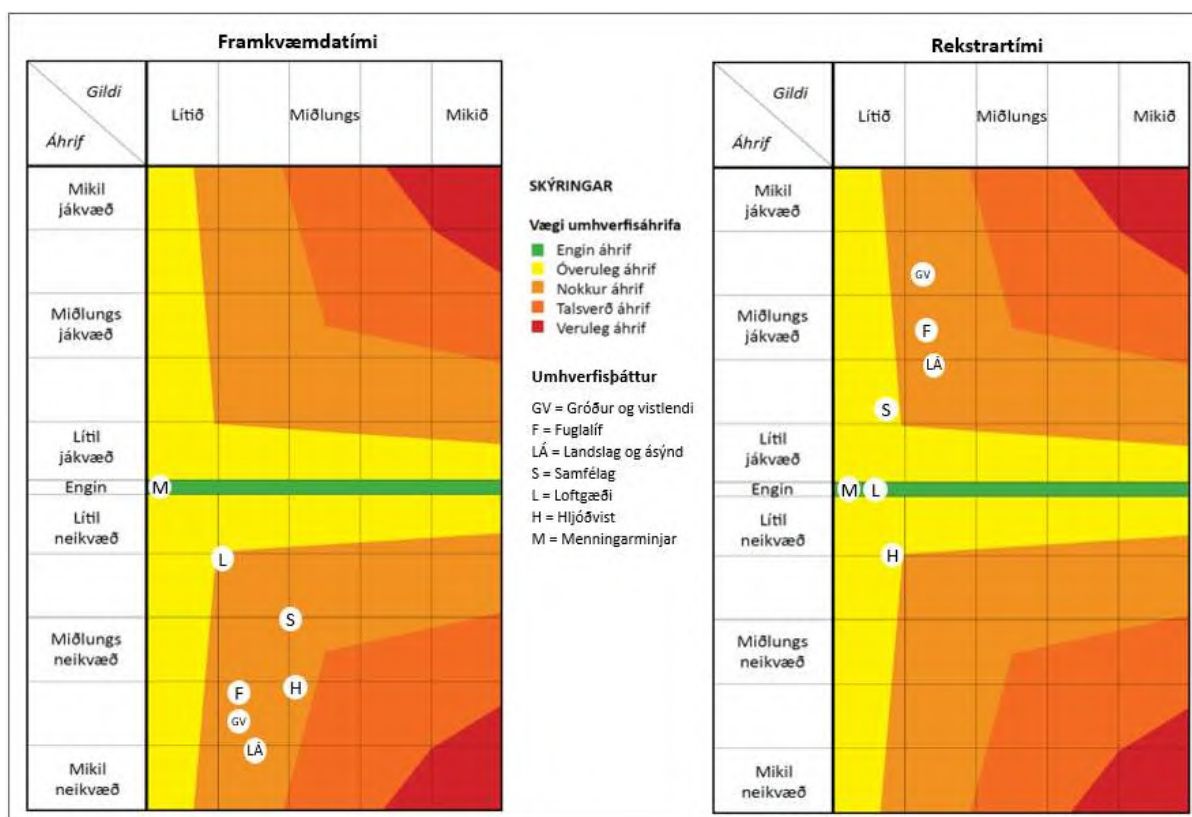 Framkvæmdatími
Gildi
Áhrif
Lítið
Miðlungs
Mikið
Mikil
jákvæð
Miðlungs
jákvæð
Lítil
jákvæð
Engin
Lítil
neikvæð
Miðlungs
neikvæð
Mikil
neikvæð
M
L
S
F
H
GV
LÁ
SKÝRINGAR
Vægi umhverfisáhrifa
Engin áhrif
Óveruleg áhrif
Nokkur áhrif
Talsverð áhrif
Veruleg áhrif
Umhverfisþáttur
GV = Gróður og vistlendi
F = Fuglalíf
LÁ = Landslag og ásýnd
S = Samfélag
L = Loftgæði
H = Hljóðvist
M = Menningarminjar
Rekstrartími
Gildi
Áhrif
Lítið
Miðlungs
Mikið
Mikil
jákvæð
Miðlungs
jákvæð
Lítil
jákvæð
Engin
Lítil
neikvæð
Miðlungs
neikvæð
Mikil
neikvæð
GV
F
LÁ
S
M L
H